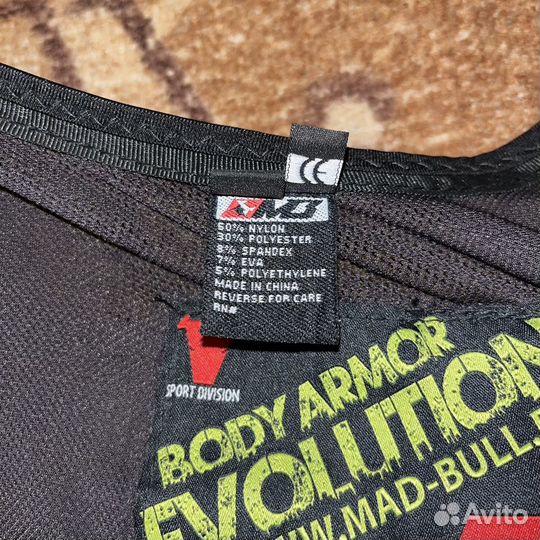 CE
50% NYLON
30% POLYESTER
8% SPANDEX
7% EVA
5% POLYETHYLENE
MADE IN CHINA
REVERSE FOR CARE
RN#
V
SPORT DIVISION
BODY ARMOR
EVOLUTION
WWW.MAD-BULL.
Avito